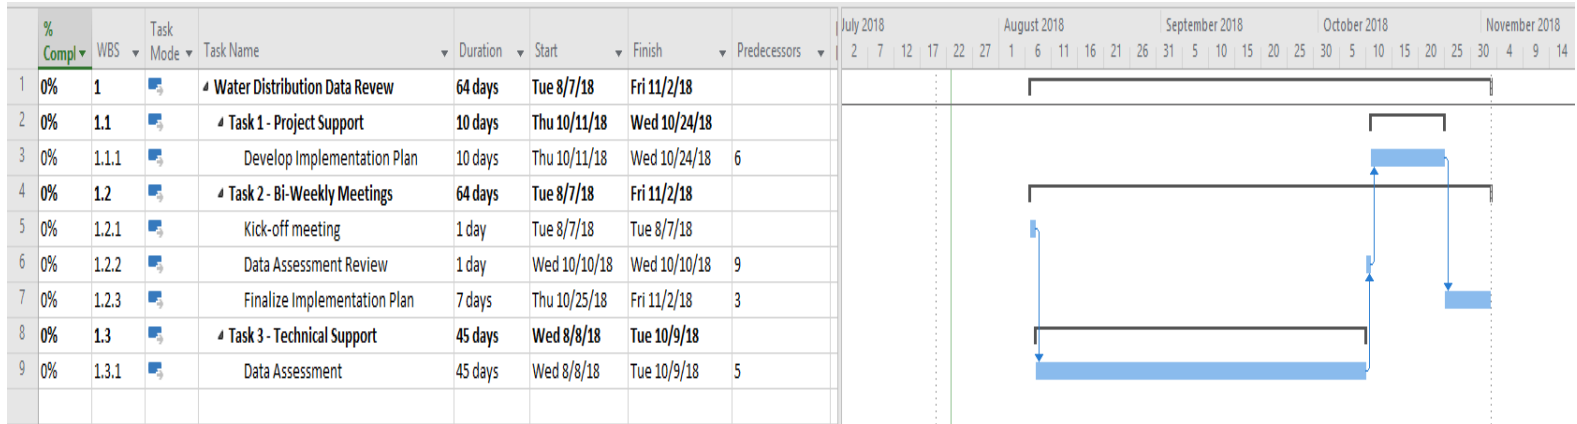 % Compl WBS Task Mode Task Name Duration Start Finish Predecessors
July 2018 August 2018 September 2018 October 2018 November 2018
2 7 12 17 22 27 1 6 11 16 21 26 31 5 10 15 20 25 30 5 10 15 20 25 30 4 9 14
1 0% 1 Water Distribution Data Revew 64 days Tue 8/7/18 Fri 11/2/18
2 0% 1.1 Task 1 - Project Support 10 days Thu 10/11/18 Wed 10/24/18
3 0% 1.1.1 Develop Implementation Plan 10 days Thu 10/11/18 Wed 10/24/18 6
4 0% 1.2 Task 2 - Bi-Weekly Meetings 64 days Tue 8/7/18 Fri 11/2/18
5 0% 1.2.1 Kick-off meeting 1 day Tue 8/7/18 Tue 8/7/18
6 0% 1.2.2 Data Assessment Review 1 day Wed 10/10/18 Wed 10/10/18 9
7 0% 1.2.3 Finalize Implementation Plan 7 days Thu 10/25/18 Fri 11/2/18 3
8 0% 1.3 Task 3 - Technical Support 45 days Wed 8/8/18 Tue 10/9/18
9 0% 1.3.1 Data Assessment 45 days Wed 8/8/18 Tue 10/9/18 5